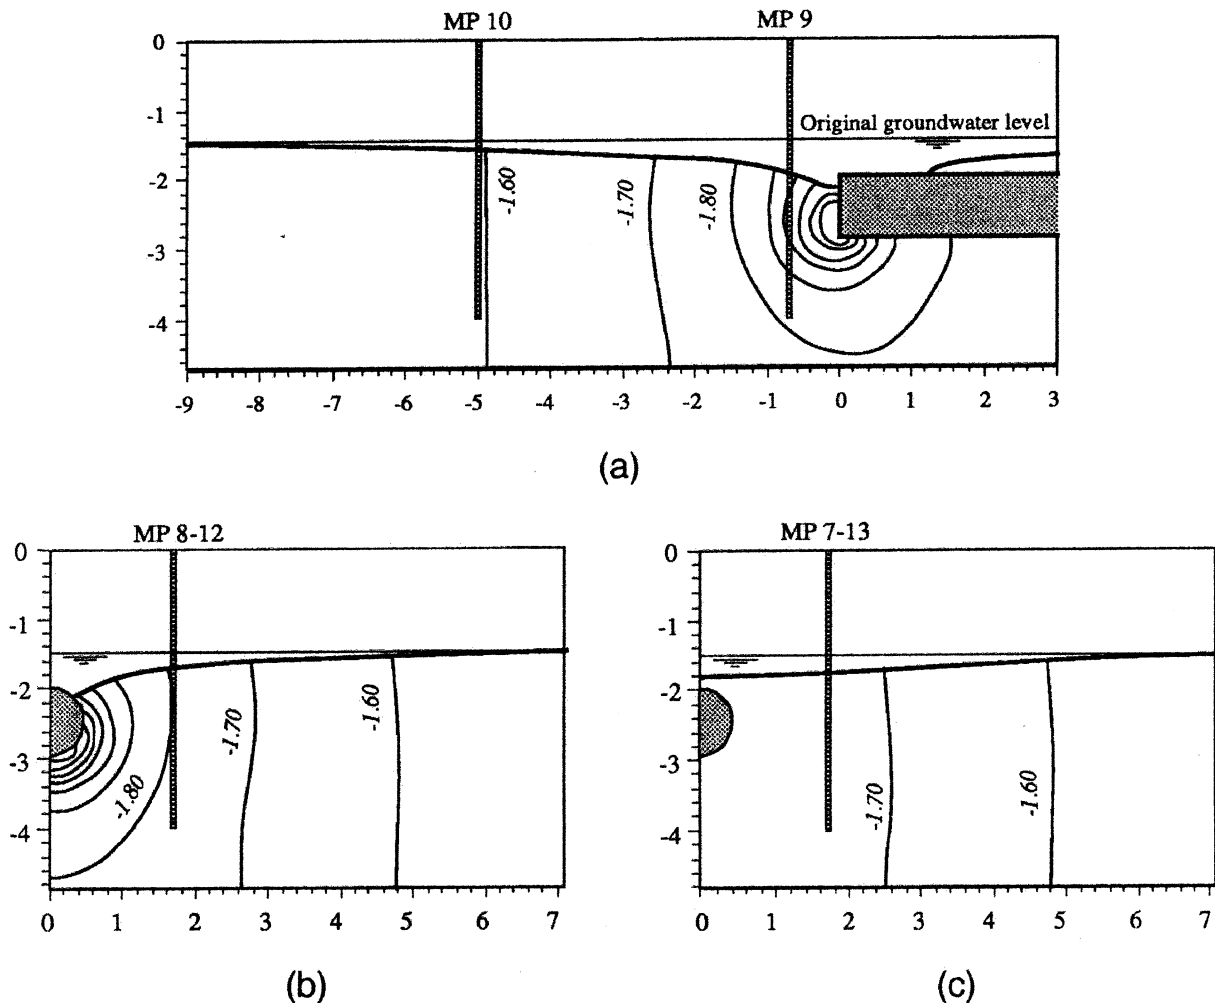 MP 10 MP 9
0
-1
Original groundwater level
-2
-1.60 -1.70 -1.80
-3
-4
-9 -8 -7 -6 -5 -4 -3 -2 -1 0 1 2 3
(a)
MP 8-12
0
-1
-2
-1.80 -1.70 -1.60
-3
-4
0 1 2 3 4 5 6 7
(b)
MP 7-13
0
-1
-2
-3
-1.70 -1.60
-4
0 1 2 3 4 5 6 7
(c)